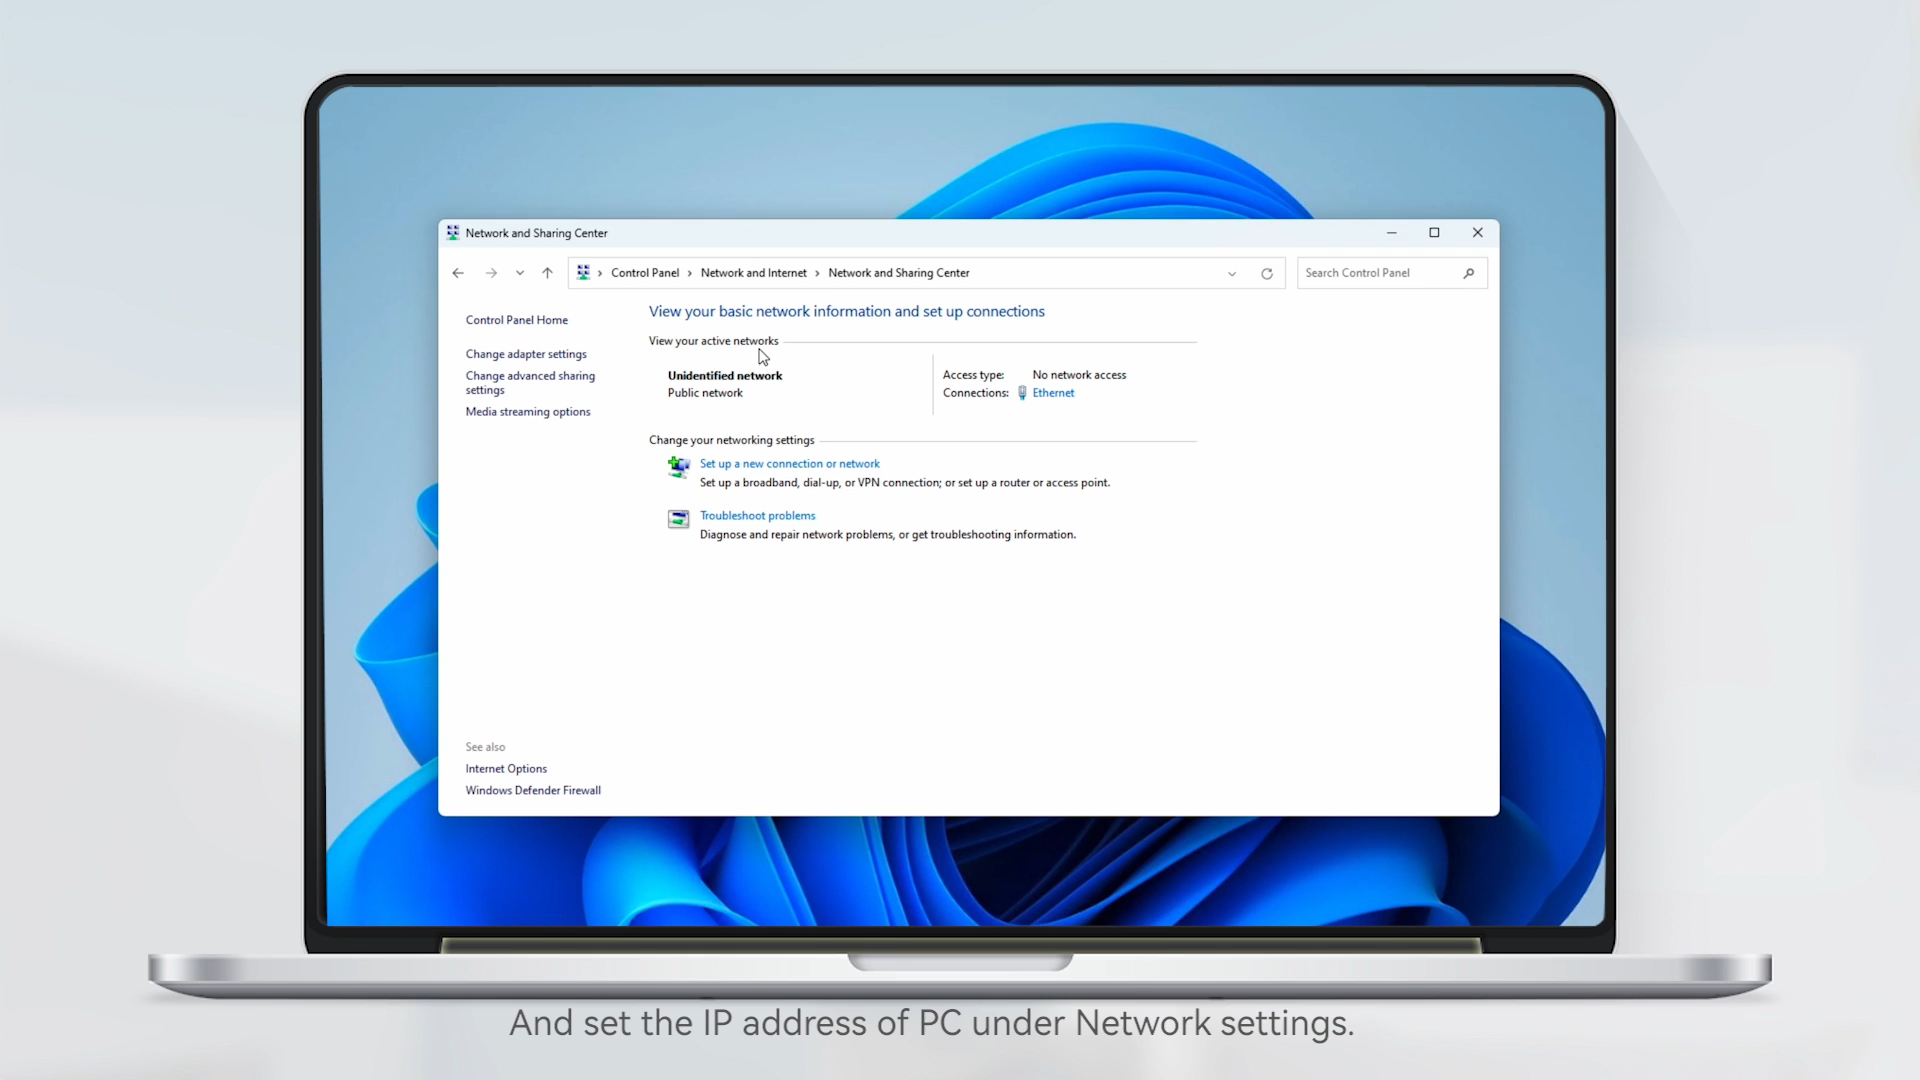 Network and Sharing Center
Control Panel › Network and Internet › Network and Sharing Center
Search Control Panel
Control Panel Home
Change adapter settings
Change advanced sharing
settings
Media streaming options
View your basic network information and set up connections
View your active networks
Unidentified network
Public network
Access type: No network access
Connections: Ethernet
Change your networking settings
Set up a new connection or network
Set up a broadband, dial-up, or VPN connection; or set up a router or access point.
Troubleshoot problems
Diagnose and repair network problems, or get troubleshooting information.
See also
Internet Options
Windows Defender Firewall
And set the IP address of PC under Network settings.